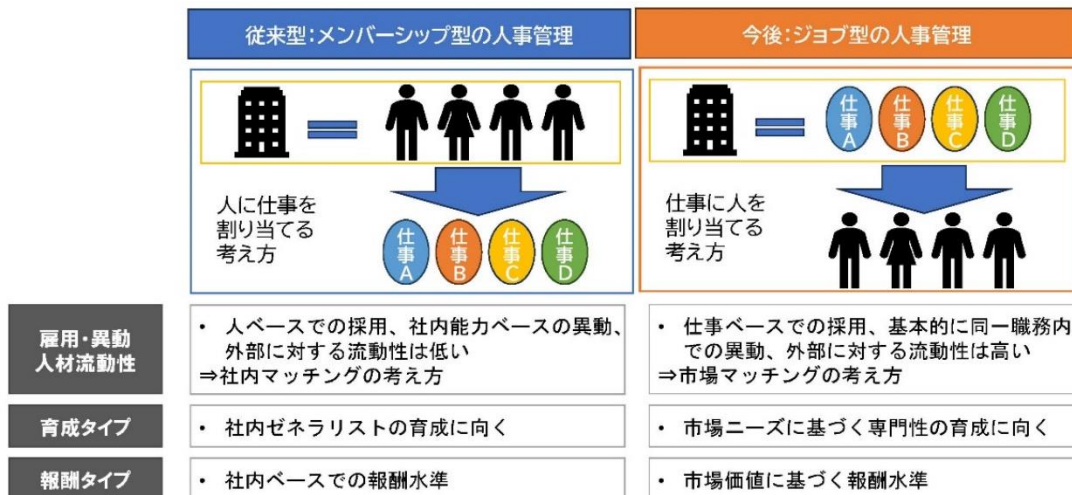 従来型:メンバーシップ型の人事管理
今後:ジョブ型の人事管理
人に仕事を
割り当てる
考え方
仕事A
仕事B
仕事C
仕事D
仕事A
仕事B
仕事C
仕事D
仕事に人を
割り当てる
考え方
雇用・異動
人材流動性
・ 人ベースでの採用、社内能力ベースの異動、
外部に対する流動性は低い
⇒社内マッチングの考え方
・ 仕事ベースでの採用、基本的に同一職務内
での異動、外部に対する流動性は高い
⇒市場マッチングの考え方
育成タイプ
・ 社内ゼネラリストの育成に向く
・ 市場ニーズに基づく専門性の育成に向く
報酬タイプ
・ 社内ベースでの報酬水準
・ 市場価値に基づく報酬水準